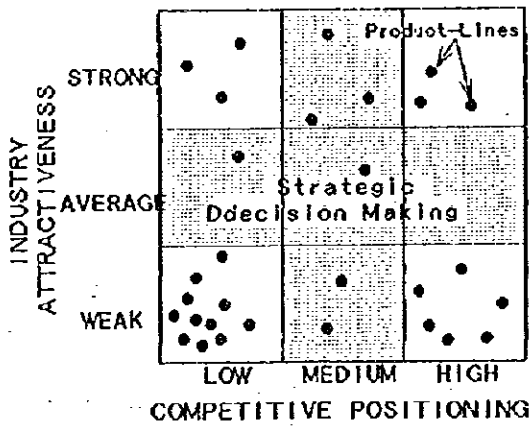 Product-Lines
STRONG
INDUSTRY
ATTRACTIVENESS
AVERAGE
Strategic
Ddecision Making
WEAK
LOW MEDIUM HIGH
COMPETITIVE POSITIONING